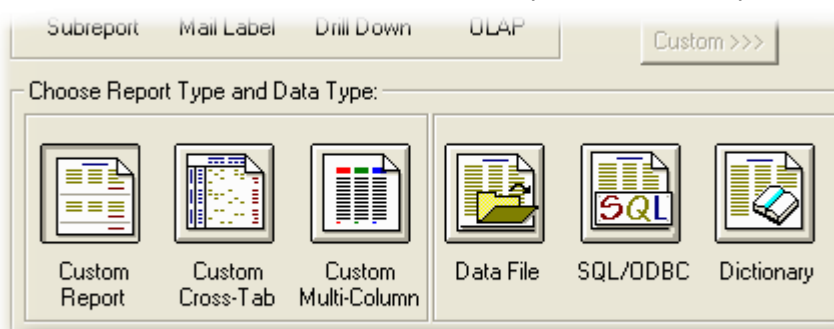 Subreport Mail Label Drill Down OLAP
Custom >>>
Choose Report Type and Data Type:
SQL
Custom Report
Custom Cross-Tab
Custom Multi-Column
Data File
SQL/ODBC
Dictionary